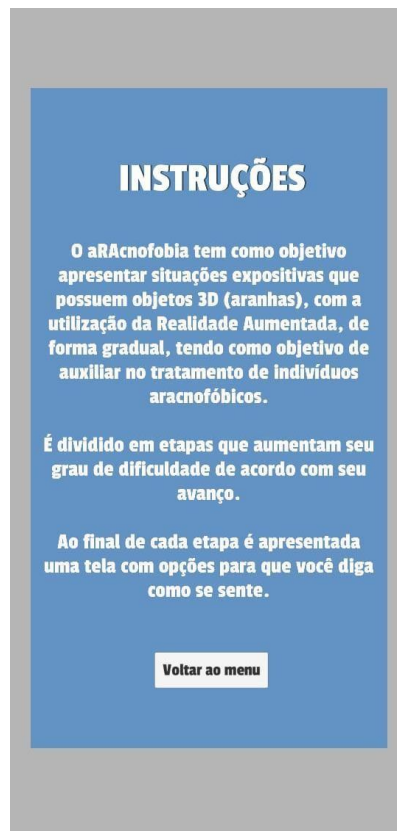 INSTRUÇÕES
O aRAcnofobia tem como objetivo
apresentar situações expositivas que
possuem objetos 3D (aranhas), com a
utilização da Realidade Aumentada, de
forma gradual, tendo como objetivo de
auxiliar no tratamento de indivíduos
aracnofóbicos.
É dividido em etapas que aumentam seu
grau de dificuldade de acordo com seu
avanço.
Ao final de cada etapa é apresentada
uma tela com opções para que você diga
como se sente.
Voltar ao menu